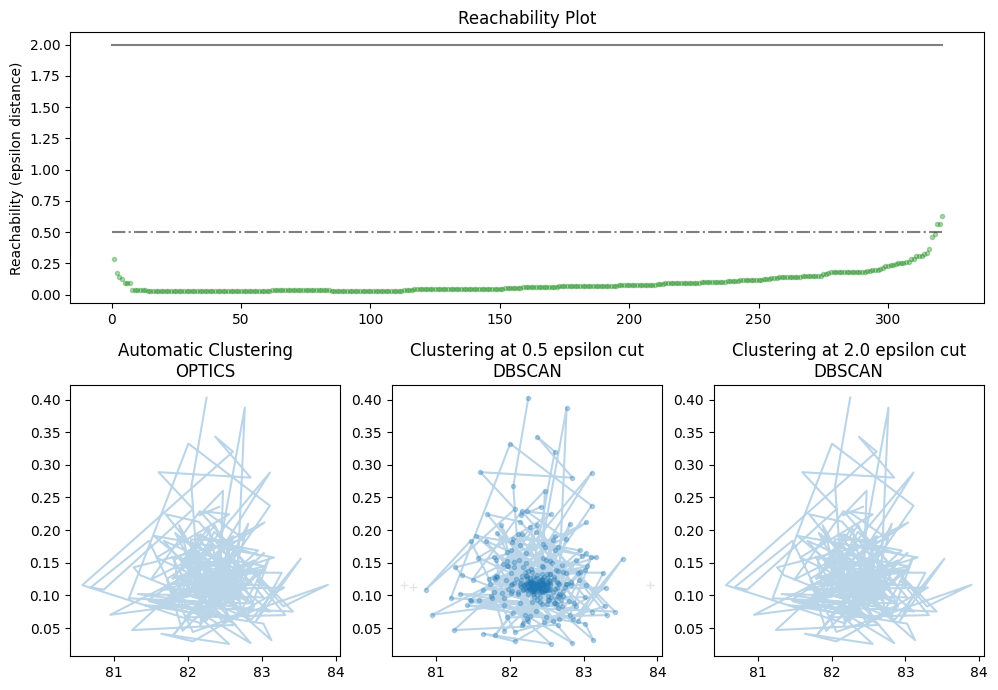 Reachability Plot
Reachability (epsilon distance)
2.00
1.75
1.50
1.25
1.00
0.75
0.50
0.25
0.00
0 50 100 150 200 250 300
Automatic Clustering
OPTICS
0.40
0.35
0.30
0.25
0.20
0.15
0.10
0.05
81 82 83 84
Clustering at 0.5 epsilon cut
DBSCAN
0.40
0.35
0.30
0.25
0.20
0.15
0.10
0.05
81 82 83 84
Clustering at 2.0 epsilon cut
DBSCAN
0.40
0.35
0.30
0.25
0.20
0.15
0.10
0.05
81 82 83 84